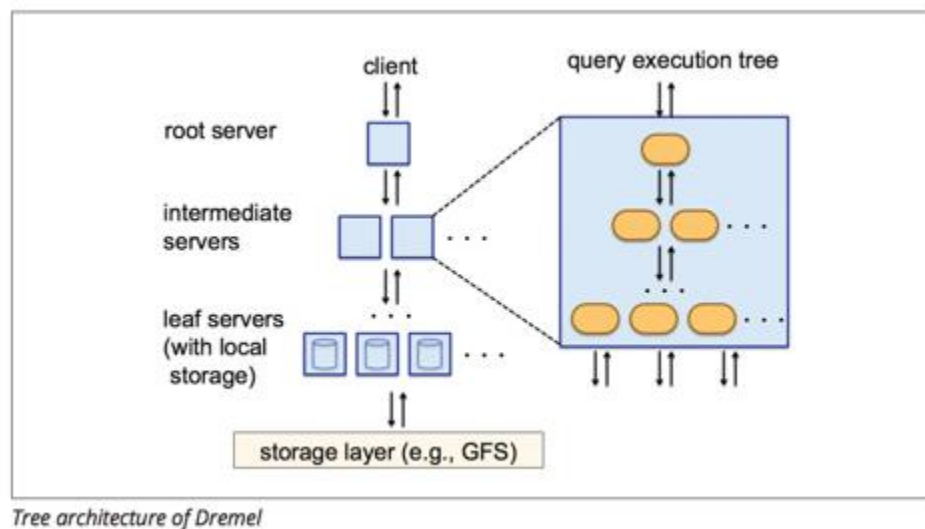 client
query execution tree
root server
intermediate
servers
. . .
. . .
. . .
leaf servers
(with local
storage)
. . .
. . .
. . .
storage layer (e.g., GFS)
Tree architecture of Dremel